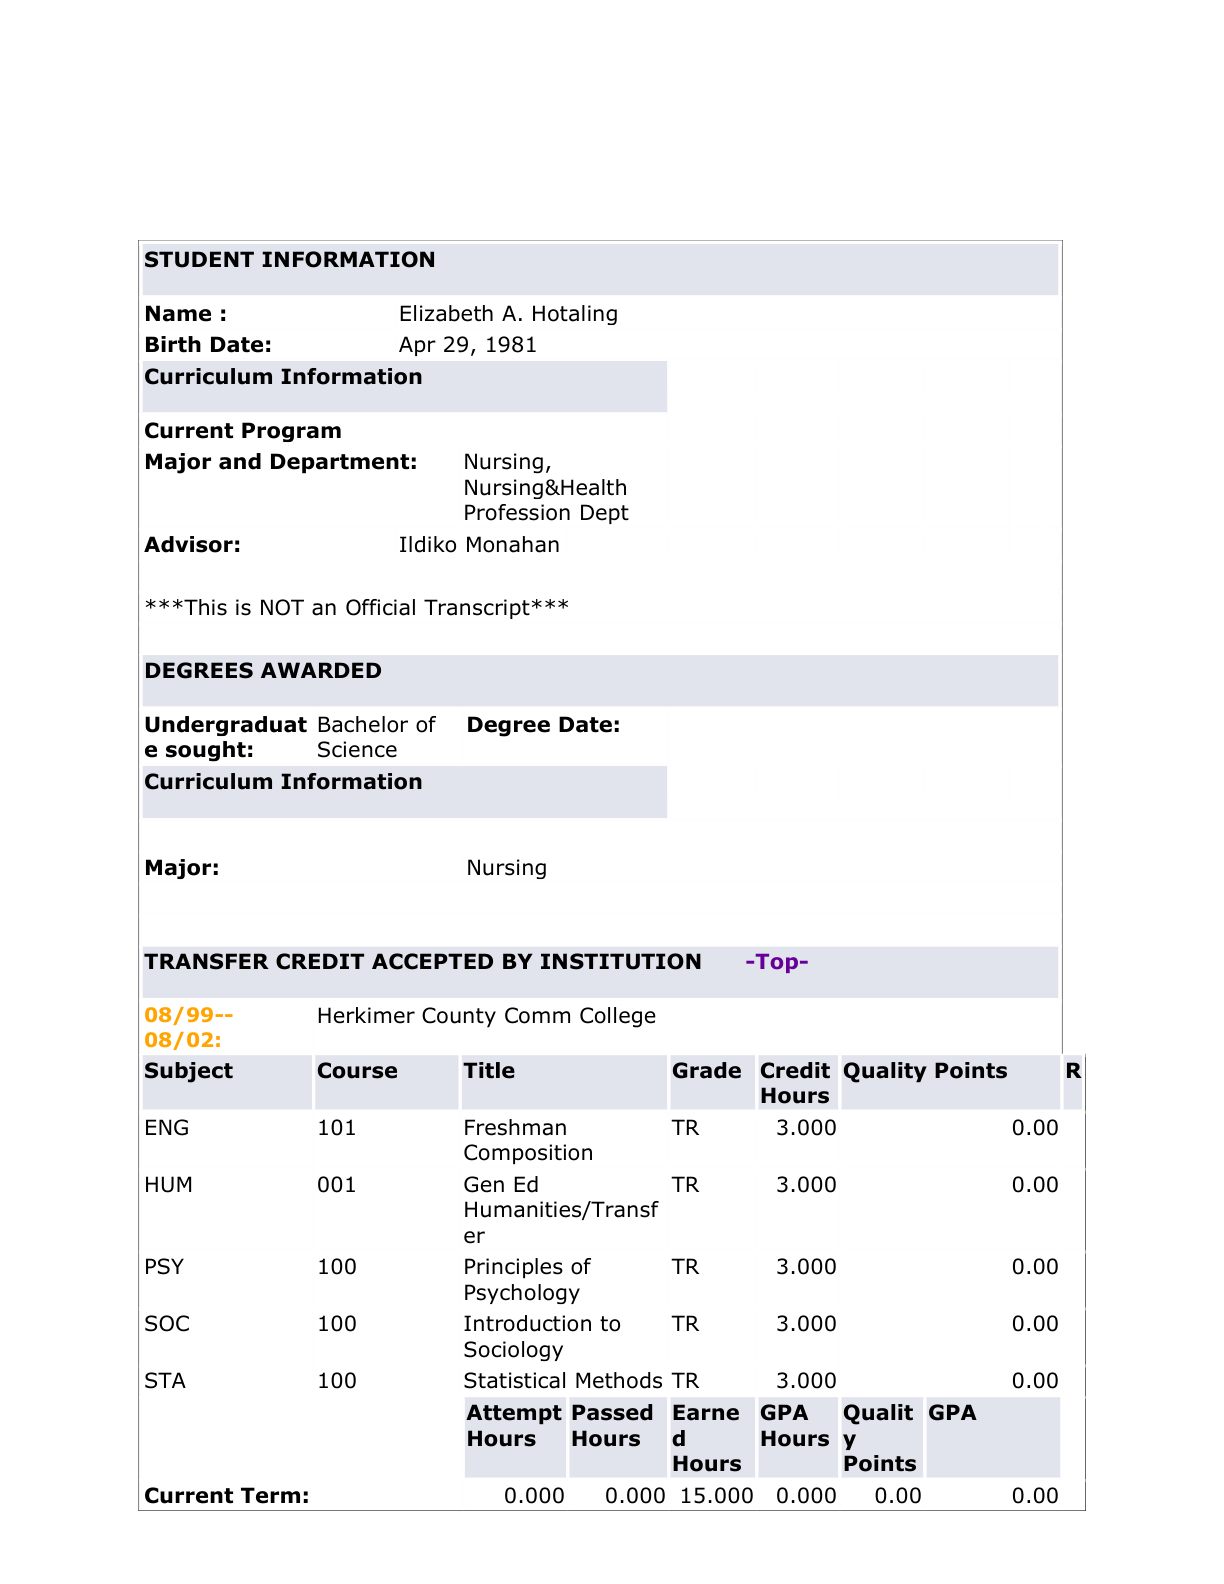 STUDENT INFORMATION
Name : Elizabeth A. Hotaling
Birth Date: Apr 29, 1981
Curriculum Information
Current Program
Major and Department: Nursing,
Nursing&Health
Profession Dept
Advisor: Ildiko Monahan
***This is NOT an Official Transcript***
DEGREES AWARDED
Undergraduat Bachelor of Degree Date:
e sought: Science
Curriculum Information
Major: Nursing
TRANSFER CREDIT ACCEPTED BY INSTITUTION -Top-
08/99-- Herkimer County Comm College
08/02:
Subject Course Title Grade Credit Quality Points R
Hours
ENG 101 Freshman TR 3.000 0.00
Composition
HUM 001 Gen Ed TR 3.000 0.00
Humanities/Transf
er
PSY 100 Principles of TR 3.000 0.00
Psychology
SOC 100 Introduction to TR 3.000 0.00
Sociology
STA 100 Statistical Methods TR 3.000 0.00
Attempt Passed Earne GPA Qualit GPA
Hours Hours d Hours y
Hours Points
Current Term: 0.000 0.000 15.000 0.000 0.00 0.00